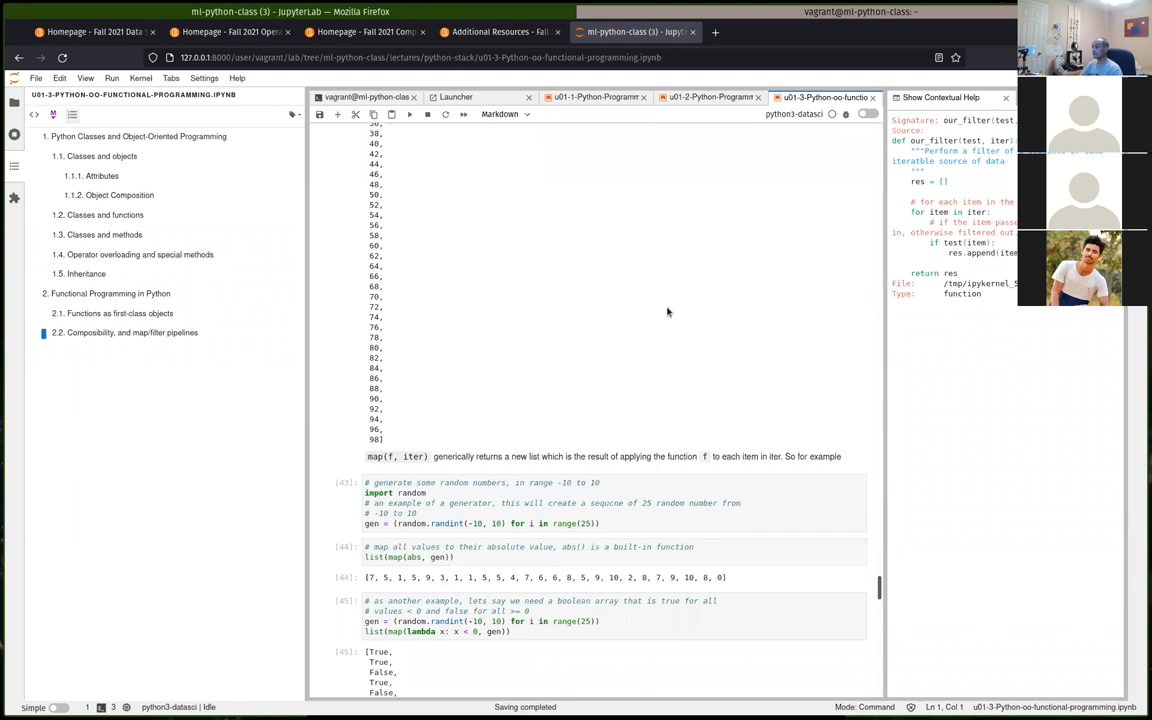 ml-python-class (3) - JupyterLab — Mozilla Firefox
vagrant@ml-python-class: ~
Homepage - Fall 2021 Data S
Homepage - Fall 2021 Opera
Homepage - Fall 2021 Comp
Additional Resources - Fall
ml-python-class (3) - Jupyt
127.0.0.1:8000/user/vagrant/lab/tree/ml-python-class/lectures/python-stack/u01-3-Python-oo-functional-programming.ipynb
File Edit View Run Kernel Tabs Settings Help
U01-3-PYTHON-OO-FUNCTIONAL-PROGRAMMING.IPYNB
1. Python Classes and Object-Oriented Programming
1.1. Classes and objects
1.1.1. Attributes
1.1.2. Object Composition
1.2. Classes and functions
1.3. Classes and methods
1.4. Operator overloading and special methods
1.5. Inheritance
2. Functional Programming in Python
2.1. Functions as first-class objects
2.2. Composibility, and map/filter pipelines
vagrant@ml-python-clas
Launcher
u01-1-Python-Programm
u01-2-Python-Programm
u01-3-Python-oo-functio
Markdown
python3-datasci
38,
40,
42,
44,
46,
48,
50,
52,
54,
56,
58,
60,
62,
64,
66,
68,
70,
72,
74,
76,
78,
80,
82,
84,
86,
88,
90,
92,
94,
96,
98]
map(f, iter) generically returns a new list which is the result of applying the function f to each item in iter. So for example
[43]: # generate some random numbers, in range -10 to 10
import random
# an example of a generator, this will create a sequcne of 25 random number from
# -10 to 10
gen = (random.randint(-10, 10) for i in range(25))
[44]: # map all values to their absolute value, abs() is a built-in function
list(map(abs, gen))
[44]: [7, 5, 1, 5, 9, 3, 1, 1, 5, 5, 4, 7, 6, 6, 8, 5, 9, 10, 2, 8, 7, 9, 10, 8, 0]
[45]: # as another example, lets say we need a boolean array that is true for all
# values < 0 and false for all >= 0
gen = (random.randint(-10, 10) for i in range(25))
list(map(lambda x: x < 0, gen))
[45]: [True,
True,
False,
True,
False,
Show Contextual Help
Signature: our_filter(test,
Source:
def our_filter(test, iter):
"""Perform a filter of
iteratble source of data
"""
res = []
# for each item in the
for item in iter:
# if the item passe
in, otherwise filtered out.
if test(item):
res.append(item
return res
File: /tmp/ipykernel_5
Type: function
Simple 1 3 python3-datasci | Idle
Saving completed
Mode: Command
Ln 1, Col 1
u01-3-Python-oo-functional-programming.ipynb